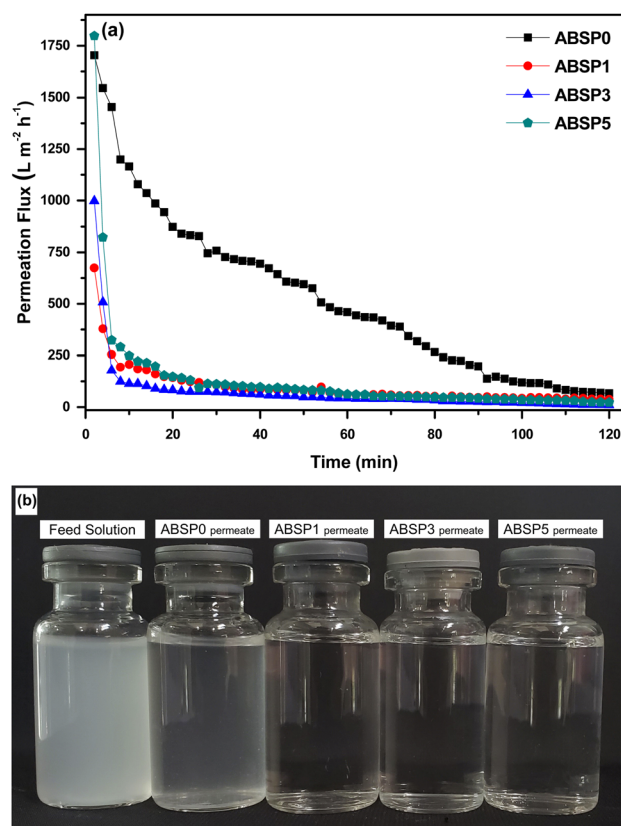 (a)
ABSP0
ABSP1
ABSP3
ABSP5
Permeation Flux (L m⁻² h⁻¹)
1750
1500
1250
1000
750
500
250
0
0 20 40 60 80 100 120
Time (min)
(b)
Feed Solution ABSP0 permeate ABSP1 permeate ABSP3 permeate ABSP5 permeate